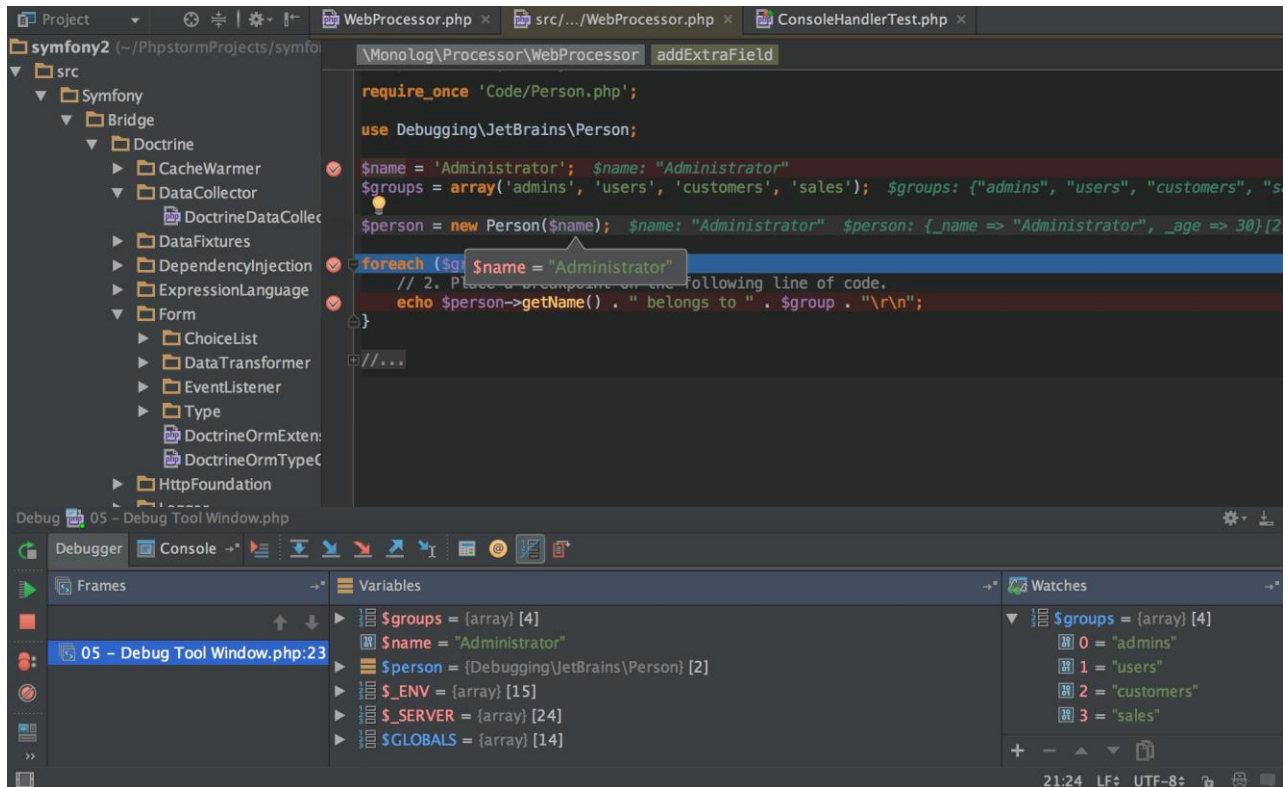 Project
WebProcessor.php
src/.../WebProcessor.php
ConsoleHandlerTest.php
symfony2 (~/PhpstormProjects/symfo
src
Symfony
Bridge
Doctrine
CacheWarmer
DataCollector
DoctrineDataCollec
DataFixtures
DependencyInjection
ExpressionLanguage
Form
ChoiceList
DataTransformer
EventListener
Type
DoctrineOrmExten
DoctrineOrmType
HttpFoundation
\Monolog\Processor\WebProcessor addExtraField
require_once 'Code/Person.php';
use Debugging\JetBrains\Person;
$name = 'Administrator'; $name: "Administrator"
$groups = array('admins', 'users', 'customers', 'sales'); $groups: {"admins", "users", "customers", "s
$person = new Person($name); $name: "Administrator" $person: {_name => "Administrator", _age => 30}[2
foreach ($g
$name = "Administrator"
// 2. Place a breakpoint on the following line of code.
echo $person->getName() . " belongs to " . $group . "\r\n";
}
//...
Debug 05 – Debug Tool Window.php
Debugger Console
Frames
05 – Debug Tool Window.php:23
Variables
$groups = {array} [4]
$name = "Administrator"
$person = {Debugging\JetBrains\Person} [2]
$_ENV = {array} [15]
$_SERVER = {array} [24]
$GLOBALS = {array} [14]
Watches
$groups = {array} [4]
0 = "admins"
1 = "users"
2 = "customers"
3 = "sales"
21:24 LF UTF-8